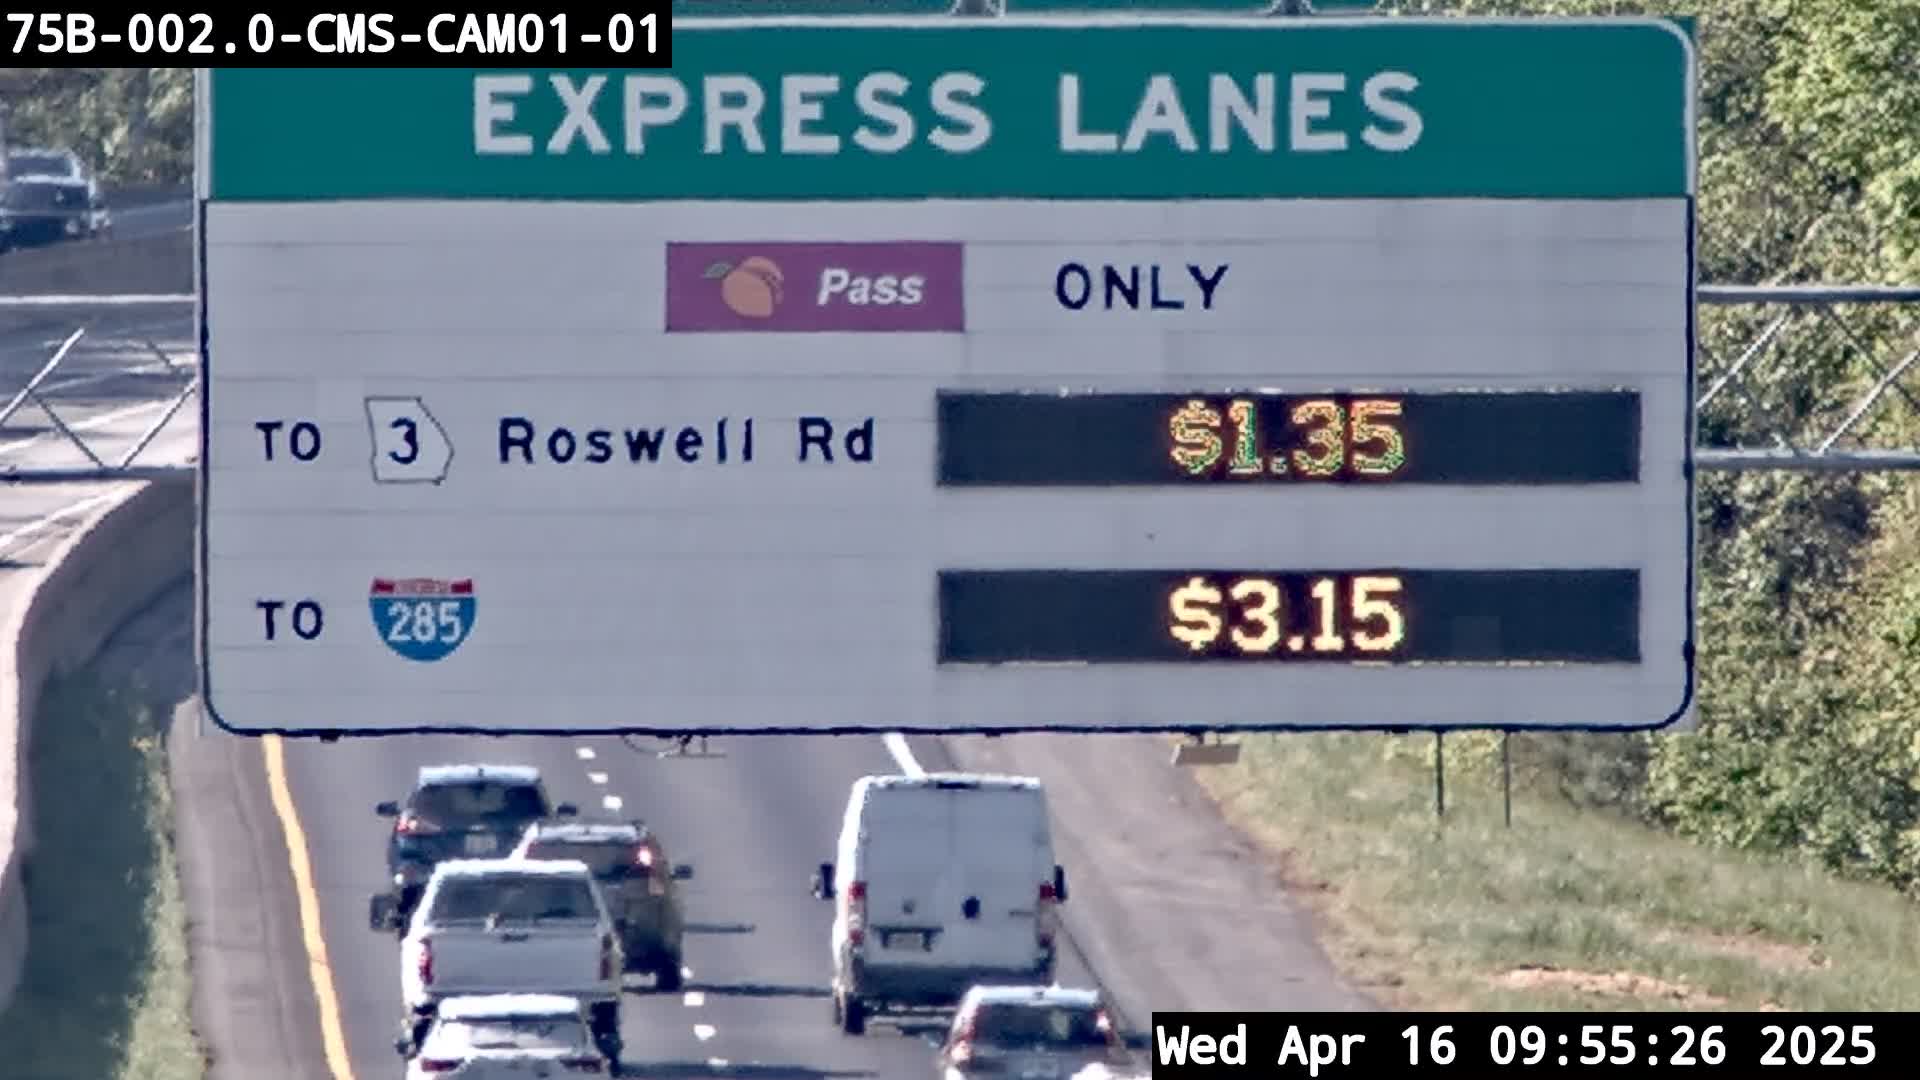 75B-002.0-CMS-CAM01-01
EXPRESS LANES
Pass ONLY
TO 3 Roswell Rd $1.35
TO 285 $3.15
Wed Apr 16 09:55:26 2025